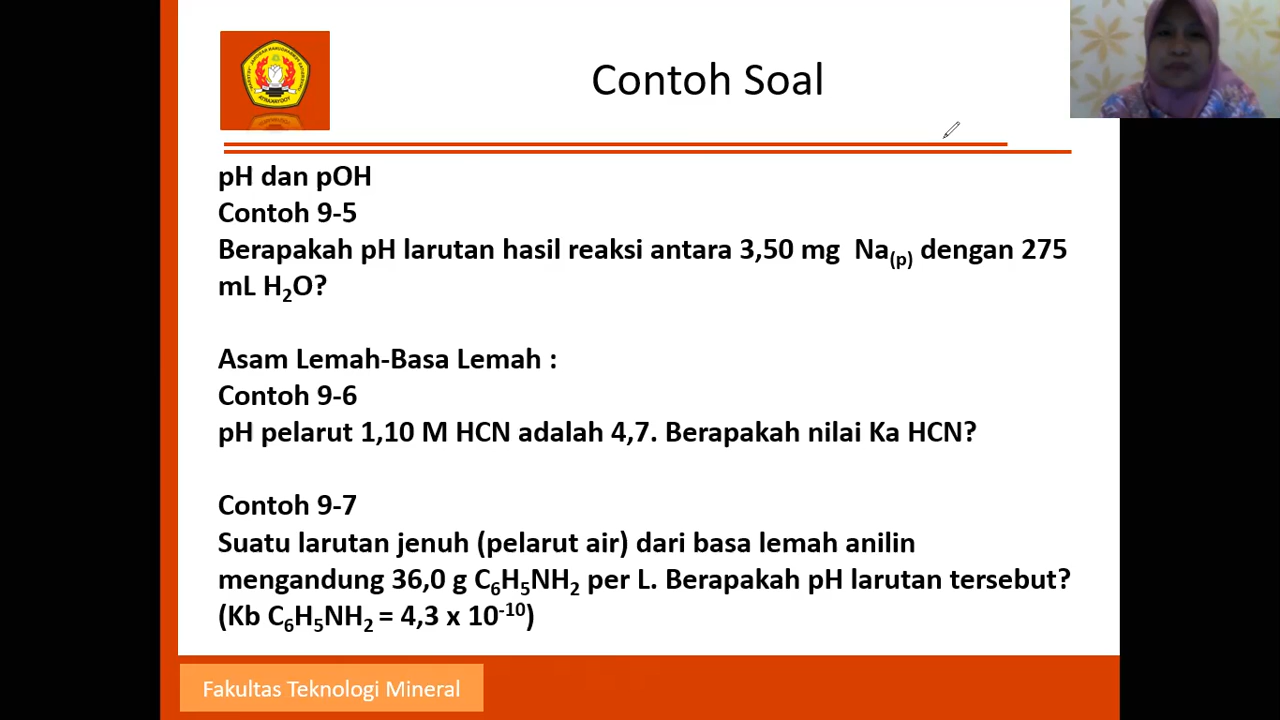 Contoh Soal
pH dan pOH
Contoh 9-5
Berapakah pH larutan hasil reaksi antara 3,50 mg Na(p) dengan 275
mL H₂O?
Asam Lemah-Basa Lemah :
Contoh 9-6
pH pelarut 1,10 M HCN adalah 4,7. Berapakah nilai Ka HCN?
Contoh 9-7
Suatu larutan jenuh (pelarut air) dari basa lemah anilin
mengandung 36,0 g C₆H₅NH₂ per L. Berapakah pH larutan tersebut?
(Kb C₆H₅NH₂ = 4,3 x 10⁻¹⁰)
Fakultas Teknologi Mineral